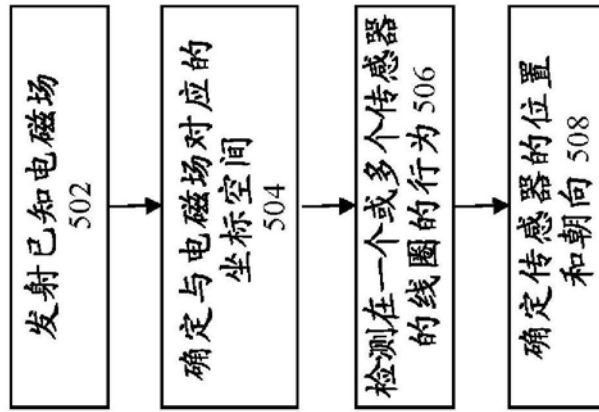 发射已知电磁场
502
确定与电磁场对应的
坐标空间
504
检测在一个或多个传感器
的线圈的行为 506
确定传感器的位置
和朝向 508